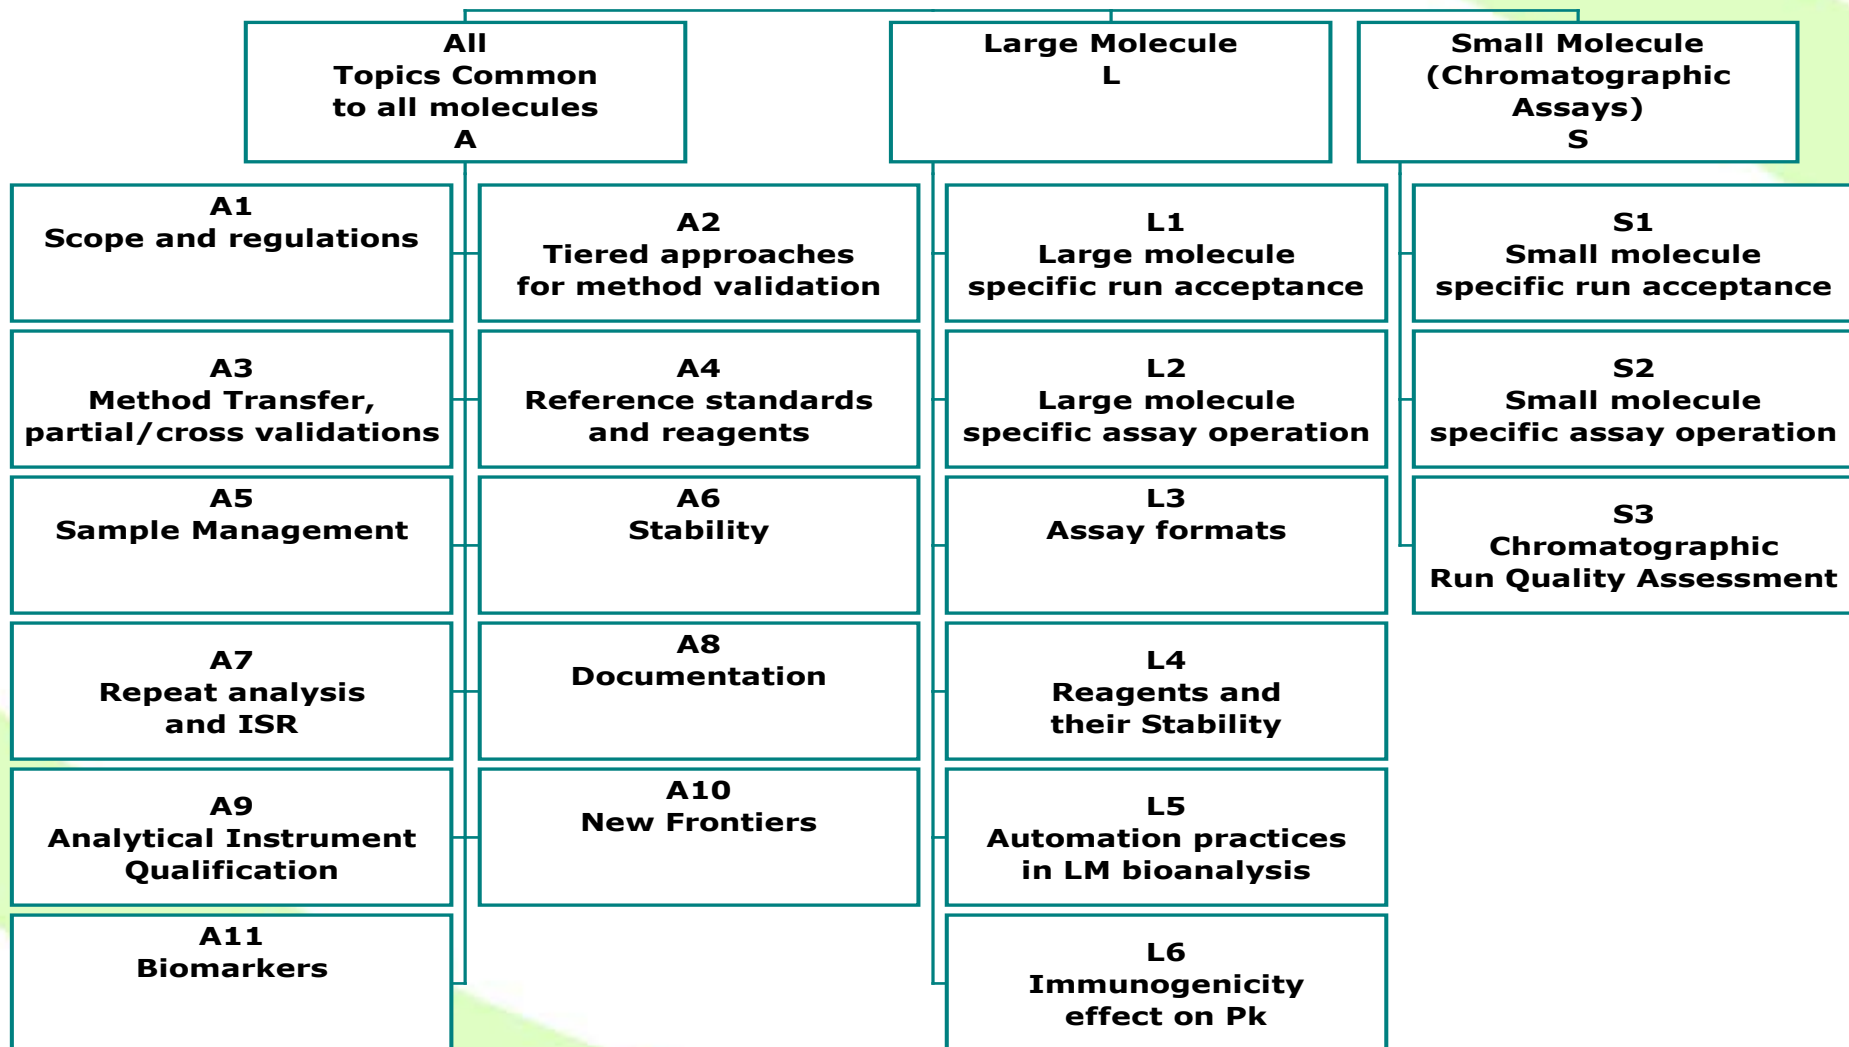 All
Topics Common
to all molecules
A
Large Molecule
L
Small Molecule
(Chromatographic
Assays)
S
A1
Scope and regulations
A2
Tiered approaches
for method validation
L1
Large molecule
specific run acceptance
S1
Small molecule
specific run acceptance
A3
Method Transfer,
partial/cross validations
A4
Reference standards
and reagents
L2
Large molecule
specific assay operation
S2
Small molecule
specific assay operation
A5
Sample Management
A6
Stability
L3
Assay formats
S3
Chromatographic
Run Quality Assessment
A7
Repeat analysis
and ISR
A8
Documentation
L4
Reagents and
their Stability
A9
Analytical Instrument
Qualification
A10
New Frontiers
L5
Automation practices
in LM bioanalysis
A11
Biomarkers
L6
Immunogenicity
effect on Pk